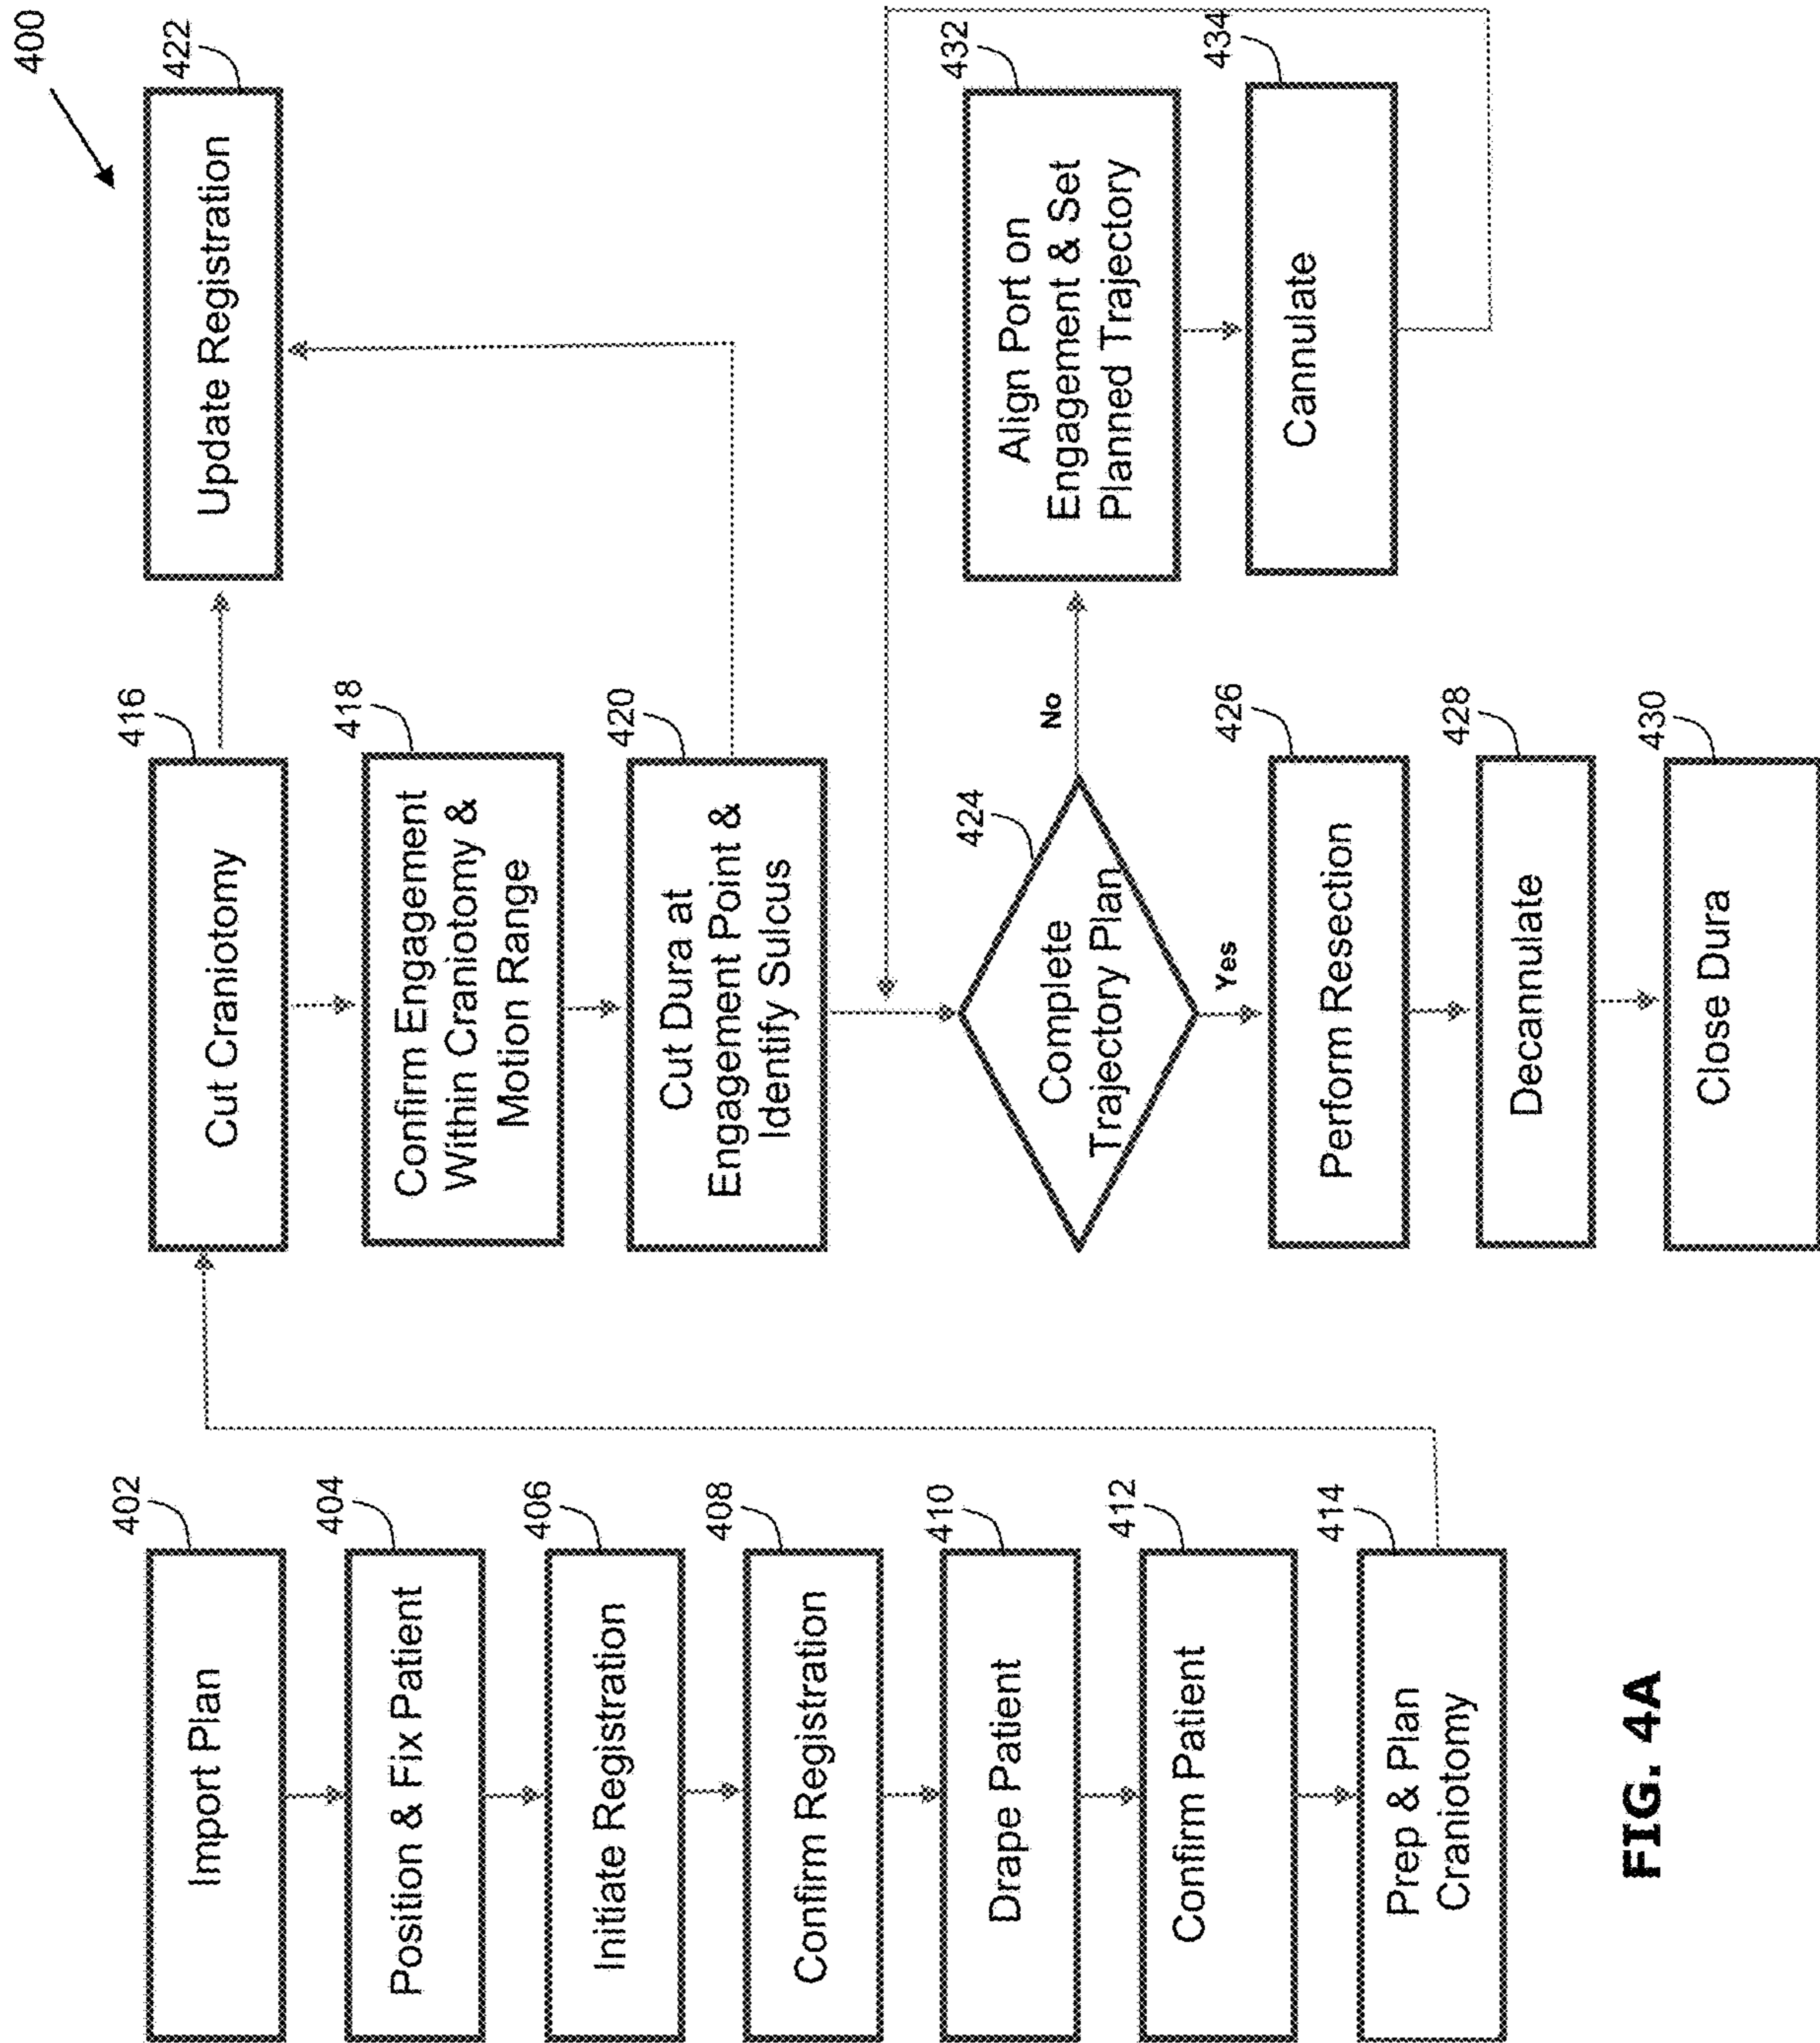 400
402
Import Plan
404
Position & Fix Patient
406
Initiate Registration
408
Confirm Registration
410
Drape Patient
412
Confirm Patient
414
Prep & Plan
Craniotomy
416
Cut Craniotomy
418
Confirm Engagement
Within Craniotomy &
Motion Range
420
Cut Dura at
Engagement Point &
Identify Sulcus
422
Update Registration
424
Complete
Trajectory Plan
No
Yes
426
Perform Resection
428
Decannulate
430
Close Dura
432
Align Port on
Engagement & Set
Planned Trajectory
434
Cannulate
FIG. 4A